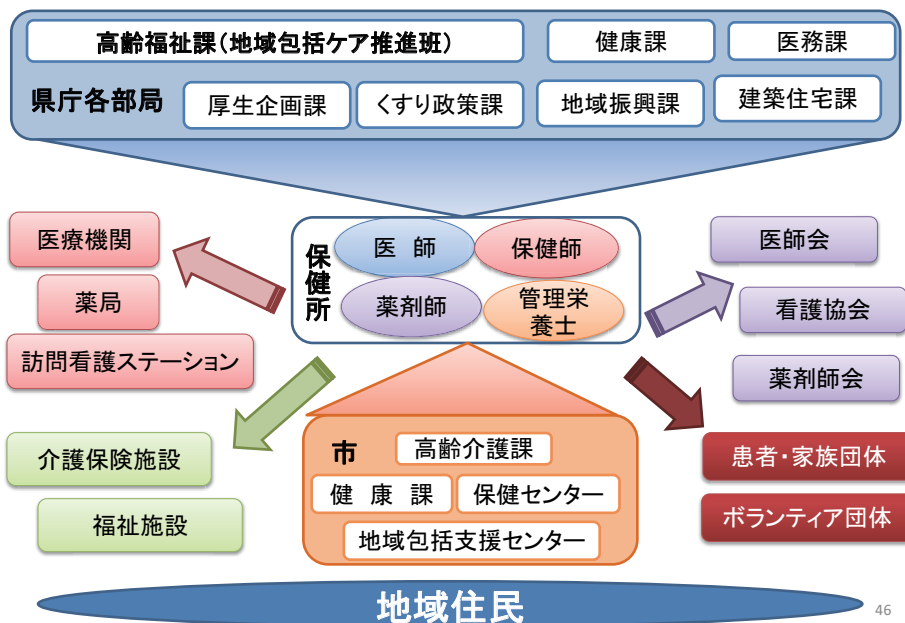 高齢福祉課(地域包括ケア推進班)
健康課
医務課
県庁各部局
厚生企画課
くすり政策課
地域振興課
建築住宅課
保健所
医 師
保健師
薬剤師
管理栄
養士
医療機関
薬局
訪問看護ステーション
医師会
看護協会
薬剤師会
介護保険施設
福祉施設
市
高齢介護課
健 康 課
保健センター
地域包括支援センター
患者・家族団体
ボランティア団体
地域住民
46